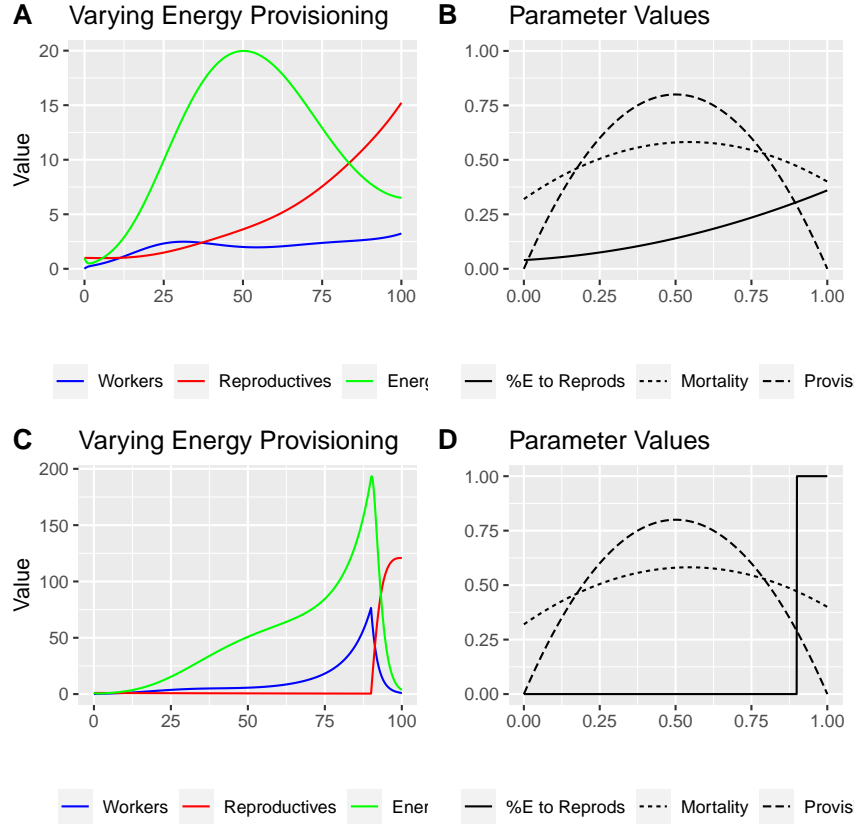 A Varying Energy Provisioning
Value
20
15
10
5
0
0 25 50 75 100
Workers Reproductives Energ
B Parameter Values
1.00
0.75
0.50
0.25
0.00
0.00 0.25 0.50 0.75 1.00
%E to Reprods Mortality Provis
C Varying Energy Provisioning
Value
200
150
100
50
0
0 25 50 75 100
Workers Reproductives Ener
D Parameter Values
1.00
0.75
0.50
0.25
0.00
0.00 0.25 0.50 0.75 1.00
%E to Reprods Mortality Provis